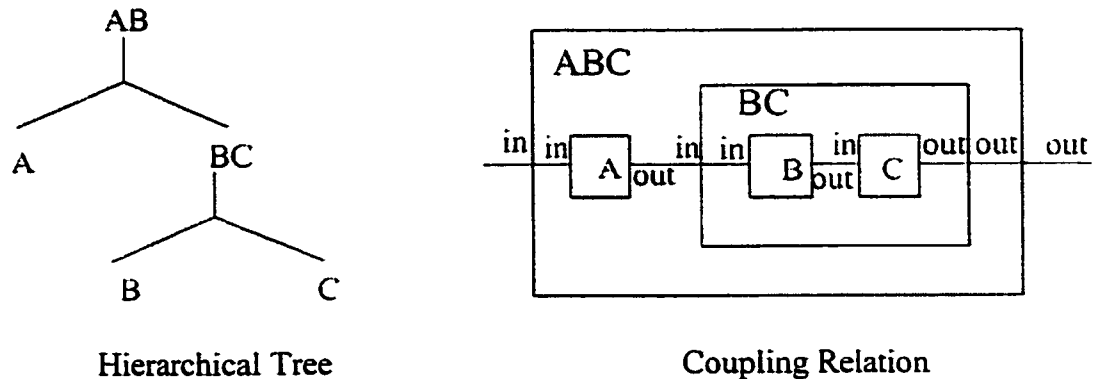 AB
A
BC
B
C
Hierarchical Tree
ABC
BC
in in A out in in B out in C out out out
Coupling Relation